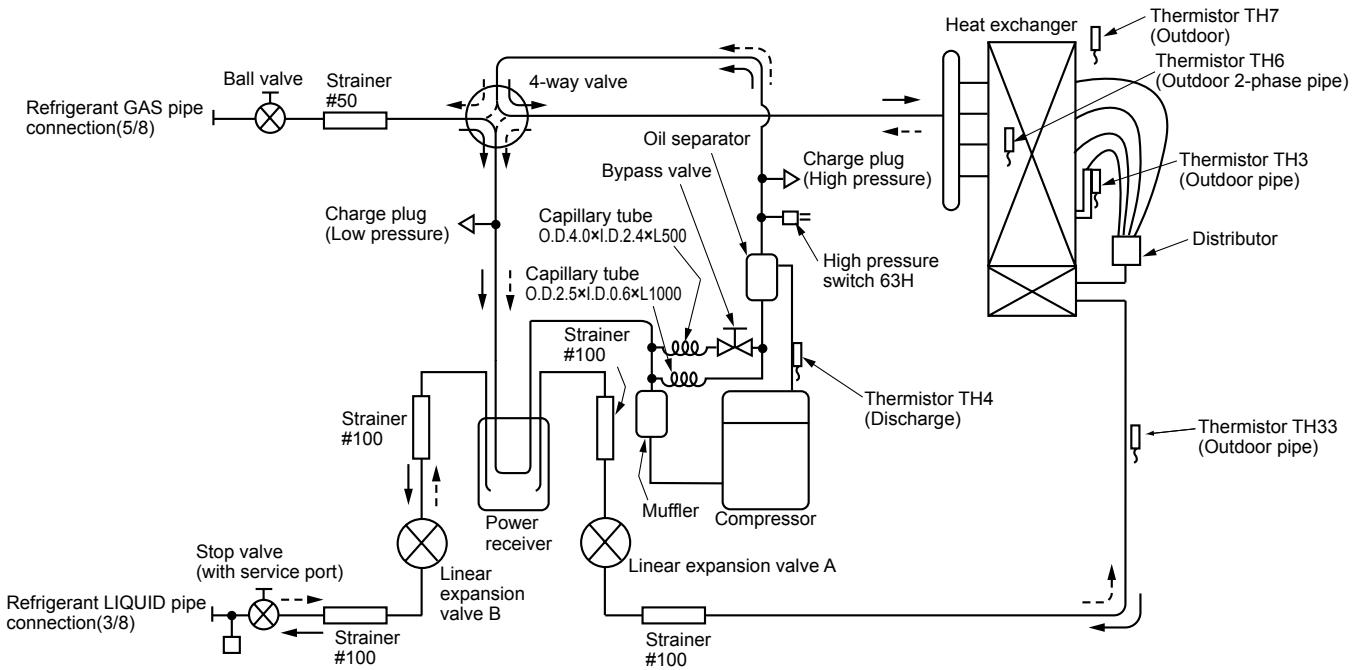 Heat exchanger
Thermistor TH7
(Outdoor)
Thermistor TH6
(Outdoor 2-phase pipe)
Ball valve
Strainer
#50
4-way valve
Refrigerant GAS pipe
connection(5/8)
Oil separator
Charge plug
(High pressure)
Thermistor TH3
(Outdoor pipe)
Bypass valve
Charge plug
(Low pressure)
Capillary tube
O.D.4.0×I.D.2.4×L500
Distributor
High pressure
switch 63H
Capillary tube
O.D.2.5×I.D.0.6×L1000
Strainer
#100
Thermistor TH4
(Discharge)
Strainer
#100
Thermistor TH33
(Outdoor pipe)
Muffler
Compressor
Power
receiver
Stop valve
(with service port)
Linear
expansion
valve B
Linear expansion valve A
Refrigerant LIQUID pipe
connection(3/8)
Strainer
#100
Strainer
#100